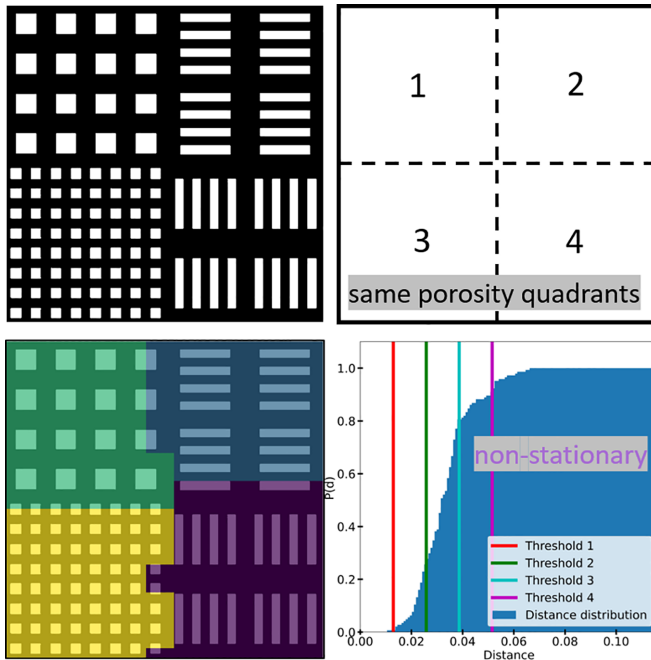 1
2
3
4
same porosity quadrants
1.0
0.8
0.6
0.4
0.2
0.0
P(d)
non-stationary
Threshold 1
Threshold 2
Threshold 3
Threshold 4
Distance distribution
0.00 0.02 0.04 0.06 0.08 0.10
Distance